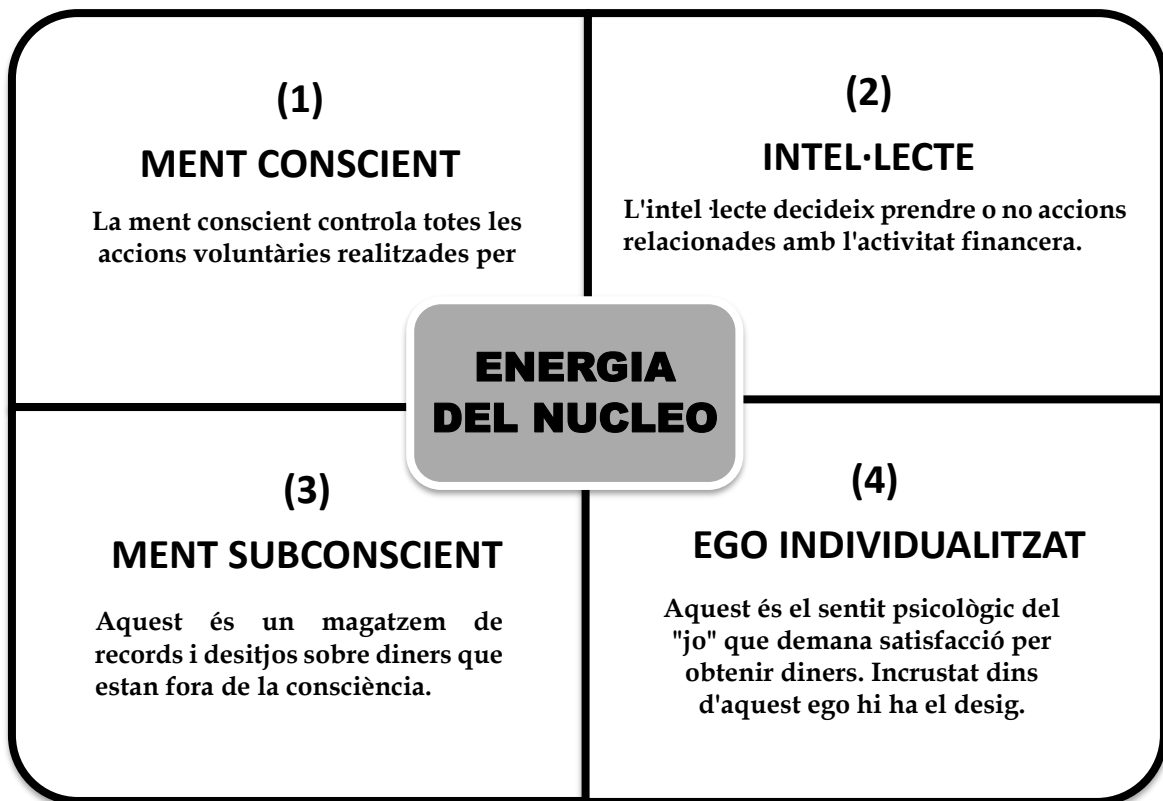 (1)
MENT CONSCIENT
La ment conscient controla totes les
accions voluntàries realitzades per
(2)
INTEL·LECTE
L'intel·lecte decideix prendre o no accions
relacionades amb l'activitat financera.
ENERGIA
DEL NUCLEO
(3)
MENT SUBCONSCIENT
Aquest és un magatzem de
records i desitjos sobre diners que
estan fora de la consciència.
(4)
EGO INDIVIDUALITZAT
Aquest és el sentit psicològic del
"jo" que demana satisfacció per
obtenir diners. Incrustat dins
d'aquest ego hi ha el desig.